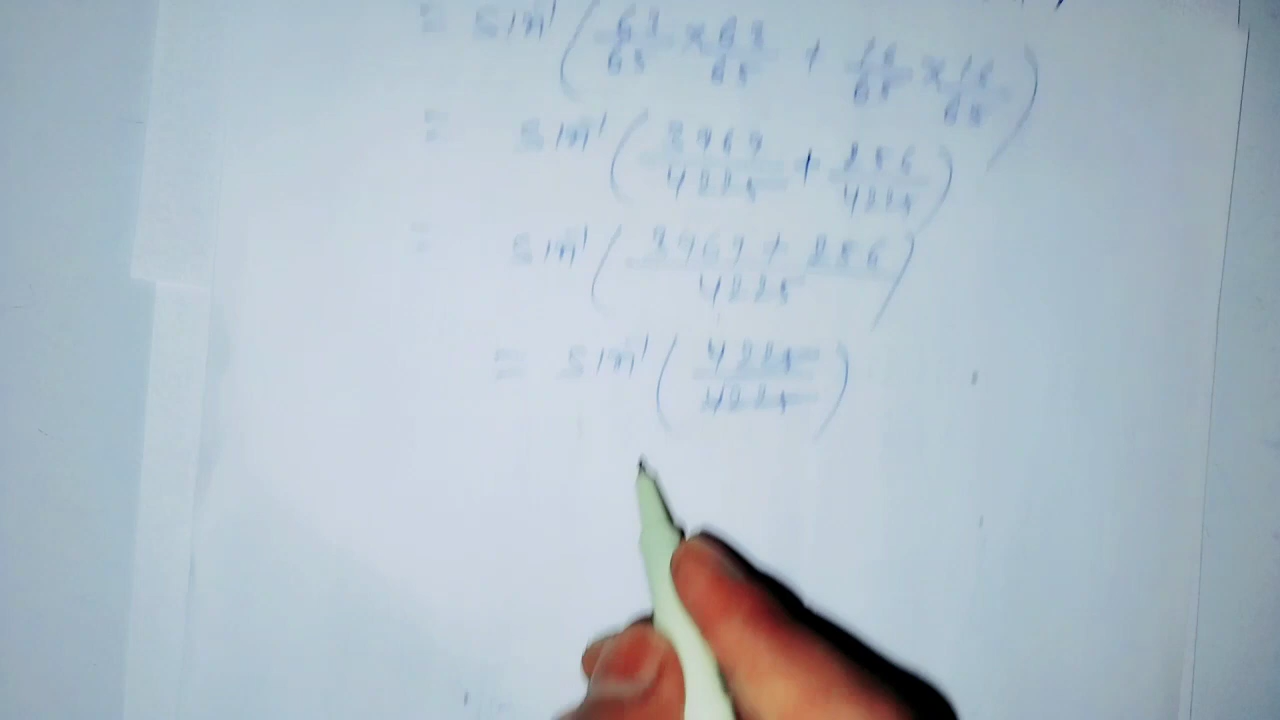 = sin⁻¹(63/65 × 63/65 + 16/65 × 16/65)
= sin⁻¹(3969/4225 + 256/4225)
= sin⁻¹((3969 + 256)/4225)
= sin⁻¹(4225/4225)